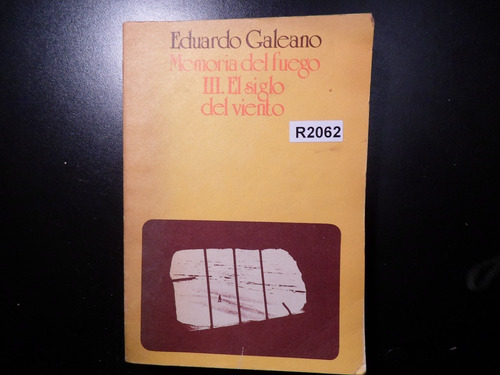 Eduardo Galeano
Memoria del fuego
III. El siglo
del viento
R2062